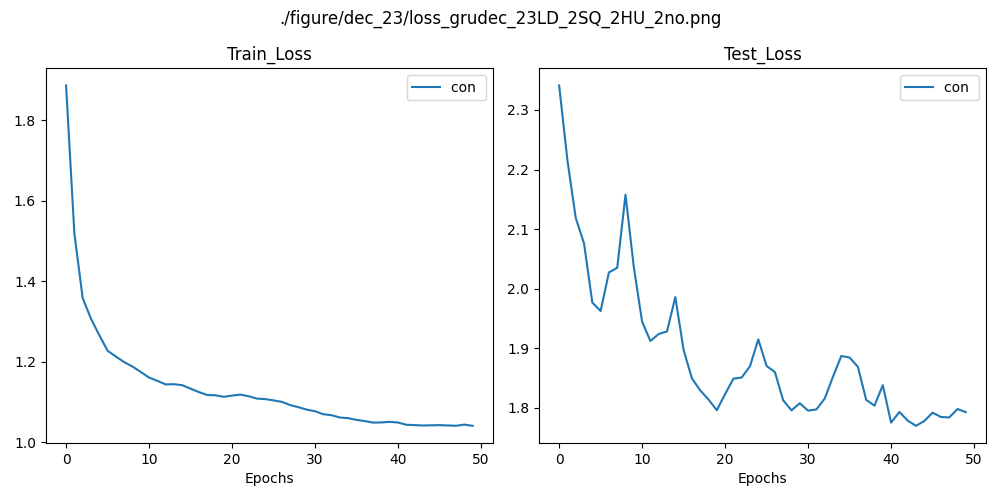 ./figure/dec_23/loss_grudec_23LD_2SQ_2HU_2no.png
Train_Loss
con
1.8
1.6
1.4
1.2
1.0
0 10 20 30 40 50
Epochs
Test_Loss
con
2.3
2.2
2.1
2.0
1.9
1.8
0 10 20 30 40 50
Epochs